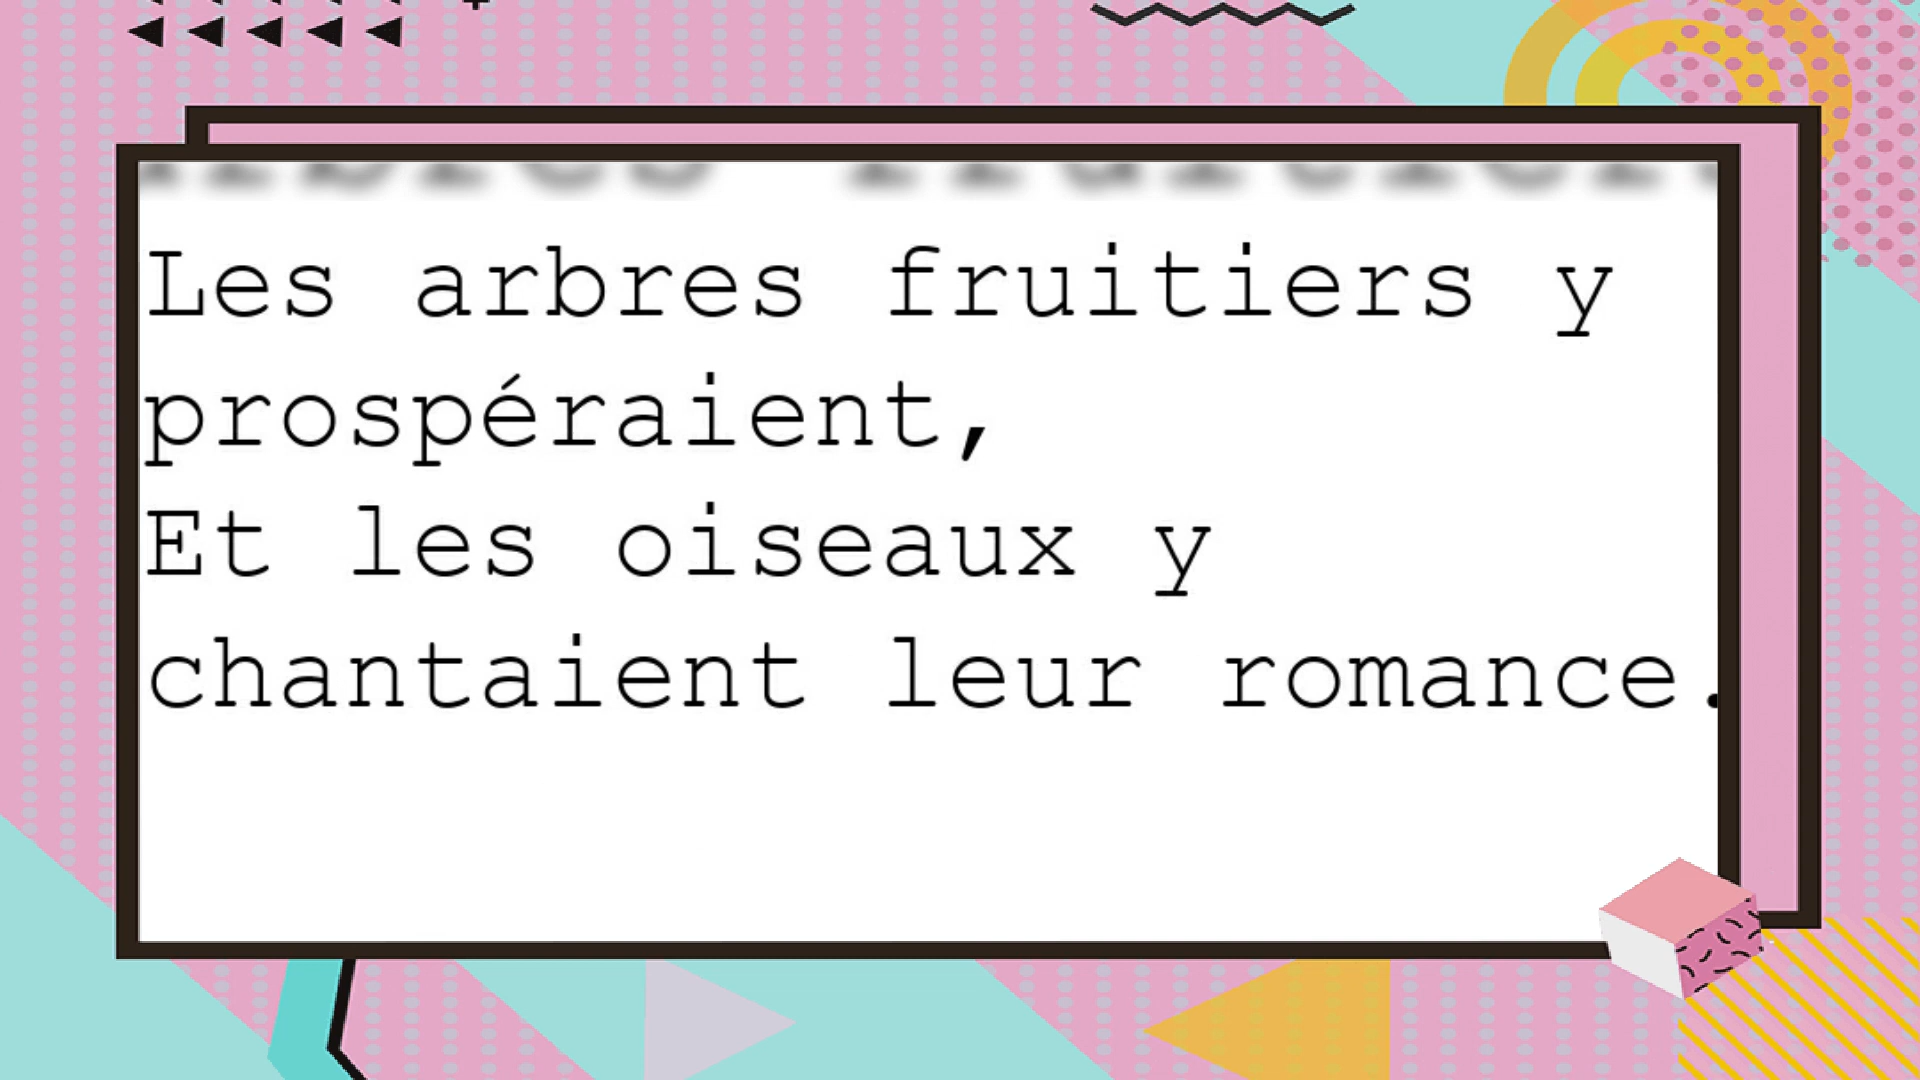 Les arbres fruitiers y
prospéraient,
Et les oiseaux y
chantaient leur romance.